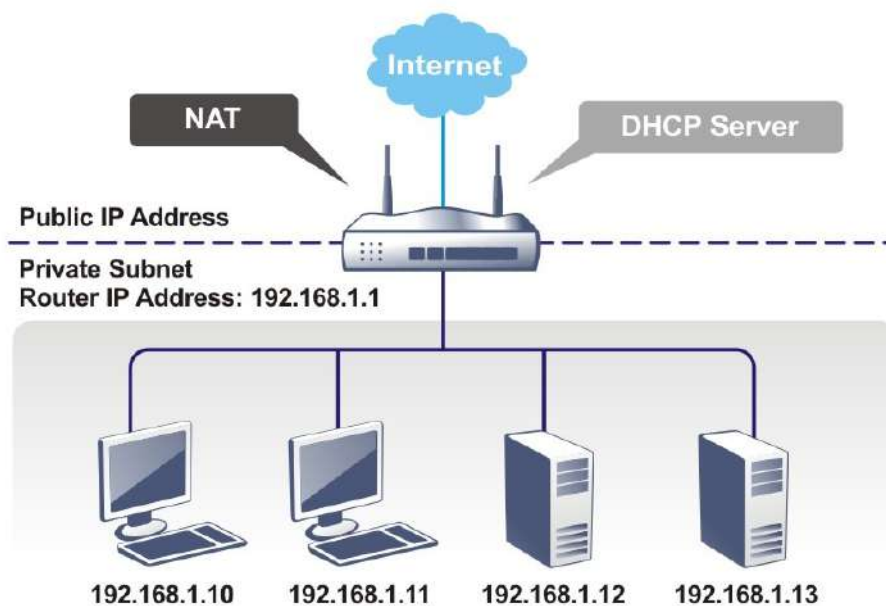 Internet
NAT
DHCP Server
Public IP Address
Private Subnet
Router IP Address: 192.168.1.1
192.168.1.10
192.168.1.11
192.168.1.12
192.168.1.13